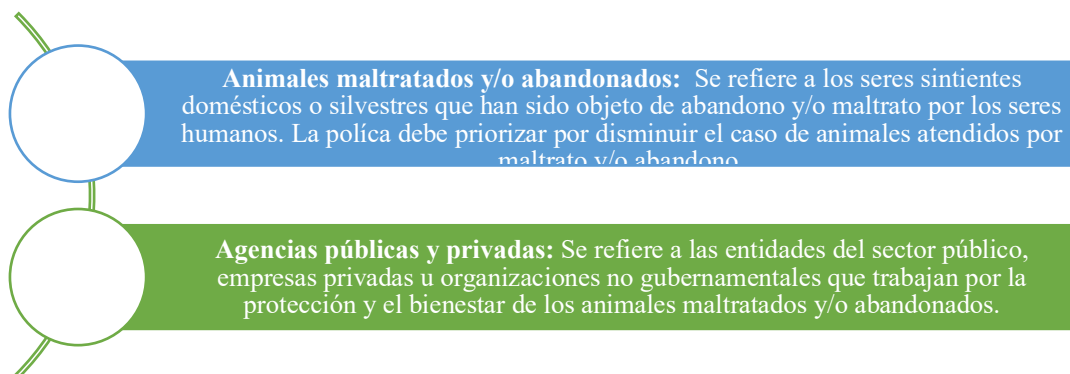 Animales maltratados y/o abandonados: Se refiere a los seres sintientes
domésticos o silvestres que han sido objeto de abandono y/o maltrato por los seres
humanos. La políca debe priorizar por disminuir el caso de animales atendidos por
maltrato y/o abandono
Agencias públicas y privadas: Se refiere a las entidades del sector público,
empresas privadas u organizaciones no gubernamentales que trabajan por la
protección y el bienestar de los animales maltratados y/o abandonados.